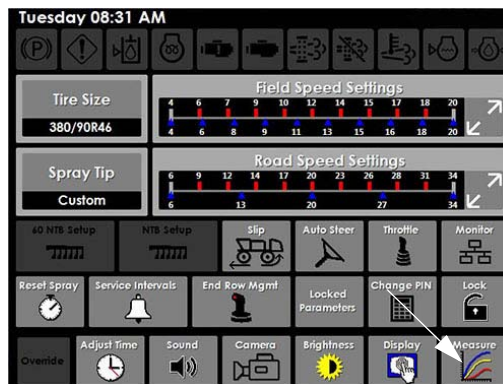 Tuesday 08:31 AM
Tire Size
380/90R46
Field Speed Settings
4 6 7 9 10 12 14 15 17 18 20
4 6 8 9 11 13 15 16 18 20
Spray Tip
Custom
Road Speed Settings
6 9 12 14 17 20 23 26 28 31 34
6 13 20 27 34
60 NTB Setup NTB Setup Slip Auto Steer Throttle Monitor
Reset Spray Service Intervals End Row Mgmt Locked Parameters Change PIN Lock
Override Adjust Time Sound Camera Brightness Display Measure